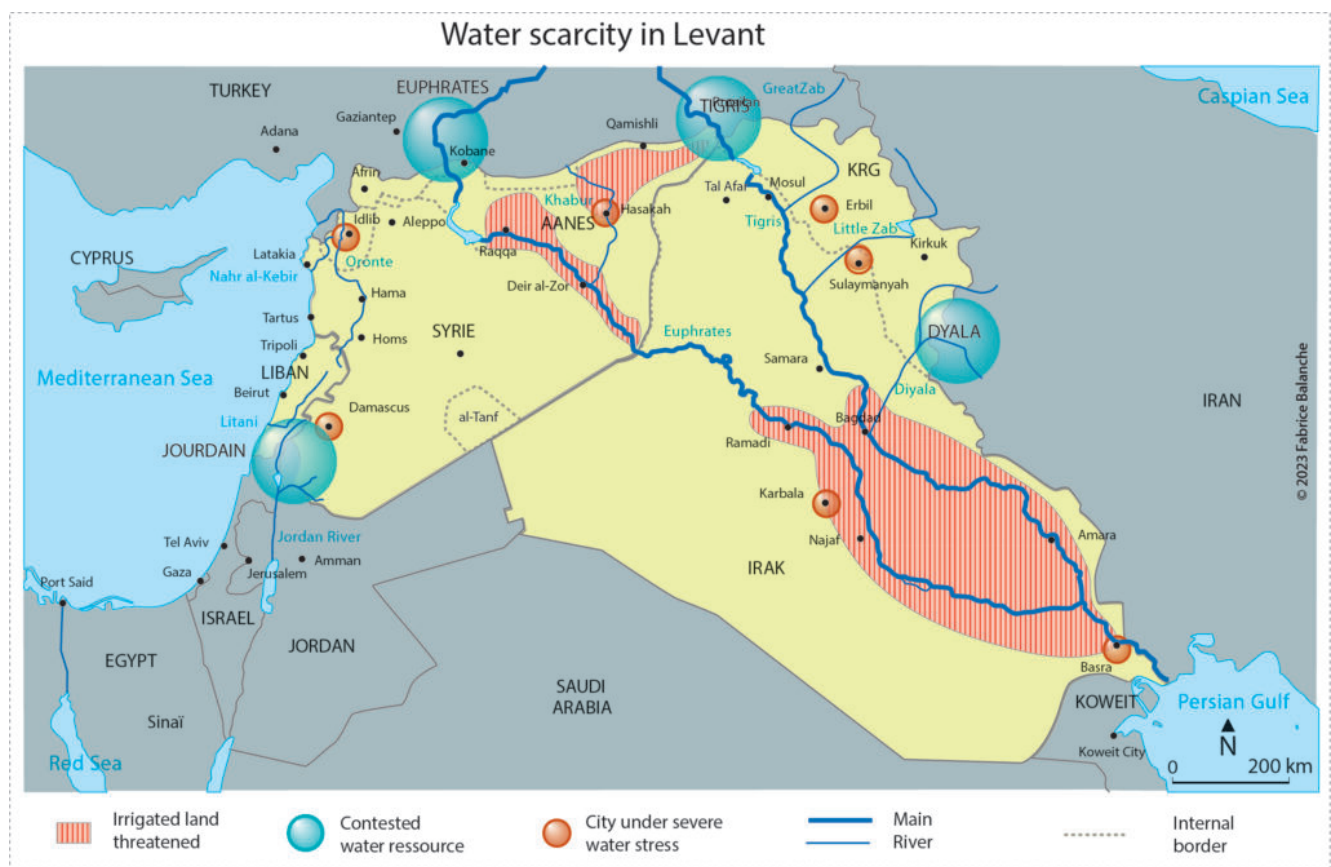 Water scarcity in Levant
TURKEY
EUPHRATES
GreatZab
Caspian Sea
Gaziantep
TIGRIS
Adana
Qamishli
Kobane
Afrin
KRG
Tal Afar
Mosul
Khabur
Hasakah
Erbil
Idlib
Aleppo
AANES
Tigris
Little Zab
Latakia
Kirkuk
CYPRUS
Oronte
Raqqa
Nahr al-Kebir
Sulaymanyah
Deir al-Zor
Hama
Tartus
SYRIE
Euphrates
DYALA
Homs
Tripoli
Samara
LIBAN
Mediterranean Sea
Beirut
Diyala
IRAN
Damascus
al-Tanf
Bagdad
Litani
Ramadi
JOURDAIN
Karbala
© 2023 Fabrice Balanche
Jordan River
Tel Aviv
Najaf
Amara
Amman
Gaza
Jerusalem
IRAK
Port Said
ISRAEL
JORDAN
EGYPT
Basra
SAUDI
ARABIA
KOWEIT
Persian Gulf
Sinaï
N
Koweit City
Red Sea
0 200 km
Irrigated land
threatened
Contested
water ressource
City under severe
water stress
Main
River
Internal
border